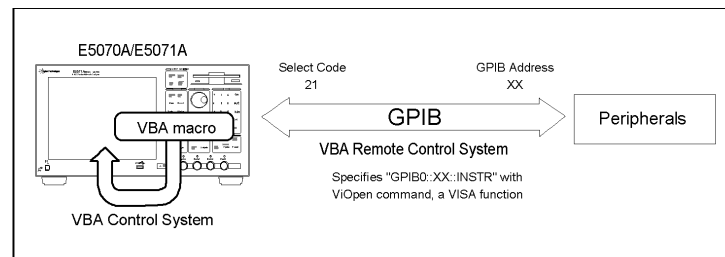 E5070A/E5071A
Select Code
21
GPIB Address
XX
VBA macro
GPIB
Peripherals
VBA Remote Control System
Specifies "GPIB0::XX::INSTR" with
ViOpen command, a VISA function
VBA Control System